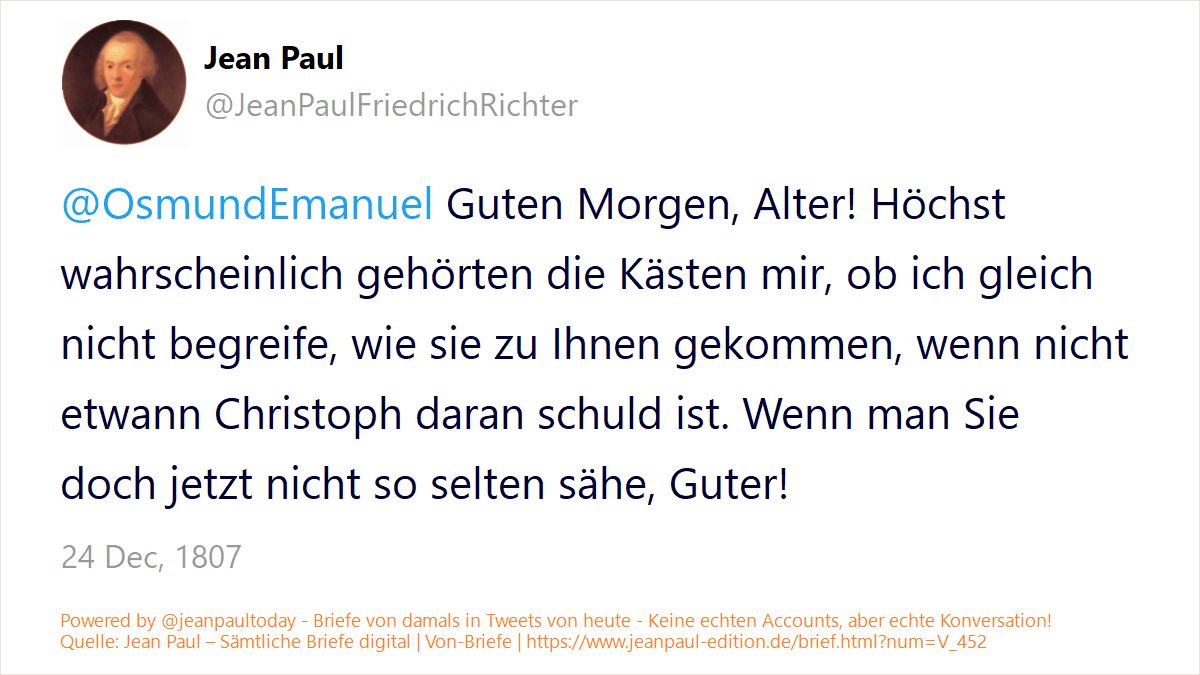 Jean Paul
@JeanPaulFriedrichRichter
@OsmundEmanuel Guten Morgen, Alter! Höchst
wahrscheinlich gehörten die Kästen mir, ob ich gleich
nicht begreife, wie sie zu Ihnen gekommen, wenn nicht
etwann Christoph daran schuld ist. Wenn man Sie
doch jetzt nicht so selten sähe, Guter!
24 Dec, 1807
Powered by @jeanpaultoday - Briefe von damals in Tweets von heute - Keine echten Accounts, aber echte Konversation!
Quelle: Jean Paul – Sämtliche Briefe digital | Von-Briefe | https://www.jeanpaul-edition.de/brief.html?num=V_452